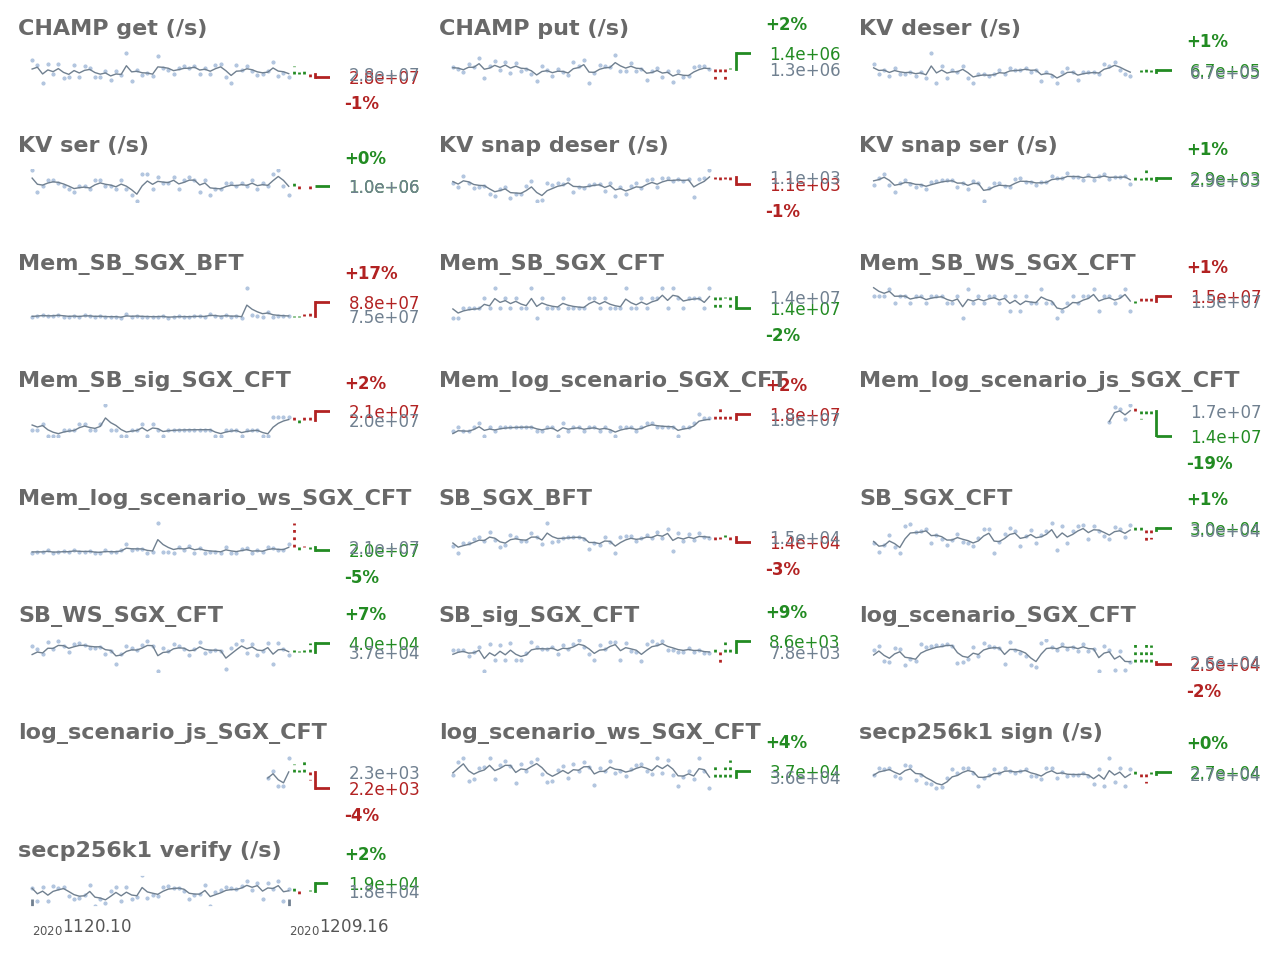 CHAMP get (/s)
2.8e+07
2.8e+07
-1%
CHAMP put (/s)
+2%
1.4e+06
1.3e+06
KV deser (/s)
+1%
6.7e+05
6.7e+05
KV ser (/s)
+0%
1.0e+06
KV snap deser (/s)
1.1e+03
1.1e+03
-1%
KV snap ser (/s)
+1%
2.9e+03
2.9e+03
Mem_SB_SGX_BFT
+17%
8.8e+07
7.5e+07
Mem_SB_SGX_CFT
1.4e+07
1.4e+07
-2%
Mem_SB_WS_SGX_CFT
+1%
1.5e+07
1.5e+07
Mem_SB_sig_SGX_CFT
+2%
2.1e+07
2.0e+07
Mem_log_scenario_SGX_CFT
+2%
1.8e+07
1.8e+07
Mem_log_scenario_js_SGX_CFT
1.7e+07
1.4e+07
-19%
Mem_log_scenario_ws_SGX_CFT
2.1e+07
2.0e+07
-5%
SB_SGX_BFT
1.5e+04
1.4e+04
-3%
SB_SGX_CFT
+1%
3.0e+04
3.0e+04
SB_WS_SGX_CFT
+7%
4.0e+04
3.7e+04
SB_sig_SGX_CFT
+9%
8.6e+03
7.8e+03
log_scenario_SGX_CFT
2.6e+04
2.5e+04
-2%
log_scenario_js_SGX_CFT
2.3e+03
2.2e+03
-4%
log_scenario_ws_SGX_CFT
+4%
3.7e+04
3.6e+04
secp256k1 sign (/s)
+0%
2.7e+04
2.7e+04
secp256k1 verify (/s)
+2%
1.9e+04
1.8e+04
2020 1120.10
2020 1209.16